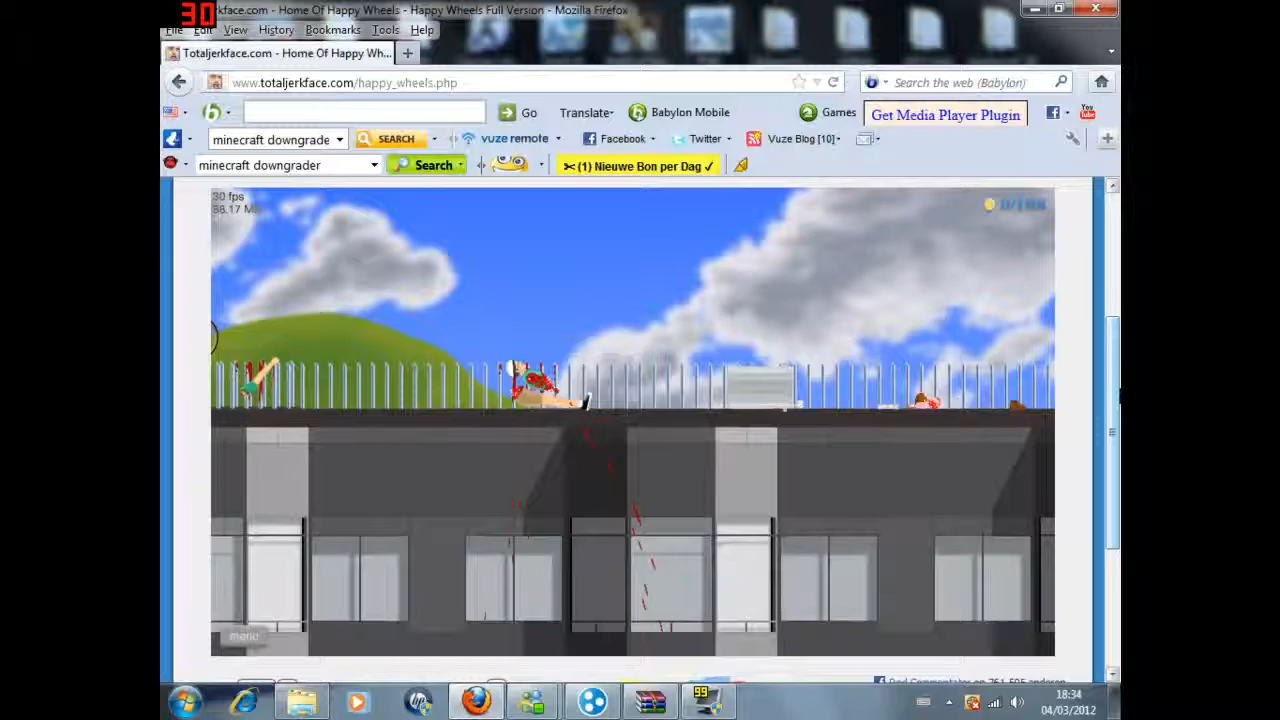 30
rkface.com - Home Of Happy Wheels - Happy Wheels Full Version - Mozilla Firefox
File Edit View History Bookmarks Tools Help
Totaljerkface.com - Home Of Happy Wh... +
www.totaljerkface.com/happy_wheels.php
Search the web (Babylon)
Go Translate Babylon Mobile Games Get Media Player Plugin
minecraft downgrader SEARCH vuze remote Facebook Twitter Vuze Blog [10]
minecraft downgrader Search (1) Nieuwe Bon per Dag
30 fps
menu
99
18:34
04/03/2012